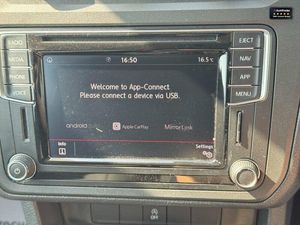 RADIO
MEDIA
PHONE
VOICE
16:50
16.5°c
Welcome to App-Connect
Please connect a device via USB.
android
Apple CarPlay
MirrorLink
Info
Settings
EJECT
NAV
APP
MENU